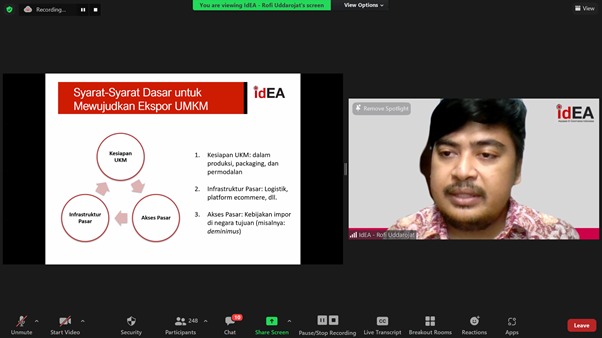 Recording...
You are viewing IdEA - Rofi Uddarojat's screen
View Options
View
Syarat-Syarat Dasar untuk
Mewujudkan Ekspor UMKM
idEA
Kesiapan
UKM
Infrastruktur
Pasar
Akses Pasar
1. Kesiapan UKM: dalam
produksi, packaging, dan
permodalan
2. Infrastruktur Pasar: Logistik,
platform ecommerce, dll.
3. Akses Pasar: Kebijakan impor
di negara tujuan (misalnya:
deminimus)
Remove Spotlight
idEA
IdEA - Rofi Uddarojat
Unmute
Start Video
Security
Participants
248
Chat
10
Share Screen
Pause/Stop Recording
CC
Live Transcript
Breakout Rooms
Reactions
Apps
Leave